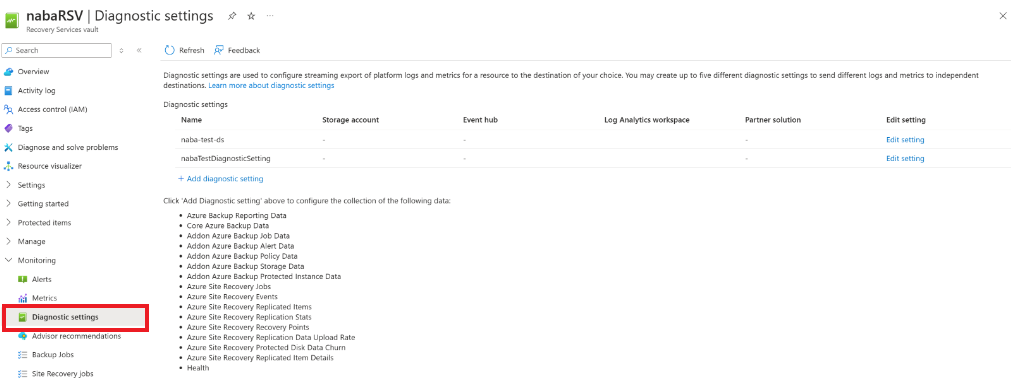 nabaRSV | Diagnostic settings
Recovery Services vault
Search
Refresh Feedback
Overview
Activity log
Access control (IAM)
Tags
Diagnose and solve problems
Resource visualizer
Settings
Getting started
Protected items
Manage
Monitoring
Alerts
Metrics
Diagnostic settings
Advisor recommendations
Backup Jobs
Site Recovery jobs
Diagnostic settings are used to configure streaming export of platform logs and metrics for a resource to the destination of your choice. You may create up to five different diagnostic settings to send different logs and metrics to independent
destinations. Learn more about diagnostic settings
Diagnostic settings
Name Storage account Event hub Log Analytics workspace Partner solution Edit setting
naba-test-ds - - - Edit setting
nabaTestDiagnosticSetting - - - Edit setting
+ Add diagnostic setting
Click 'Add Diagnostic setting' above to configure the collection of the following data:
• Azure Backup Reporting Data
• Core Azure Backup Data
• Addon Azure Backup Job Data
• Addon Azure Backup Alert Data
• Addon Azure Backup Policy Data
• Addon Azure Backup Storage Data
• Addon Azure Backup Protected Instance Data
• Azure Site Recovery Jobs
• Azure Site Recovery Events
• Azure Site Recovery Replicated Items
• Azure Site Recovery Replication Stats
• Azure Site Recovery Recovery Points
• Azure Site Recovery Replication Data Upload Rate
• Azure Site Recovery Protected Disk Data Churn
• Azure Site Recovery Replicated Item Details
• Health